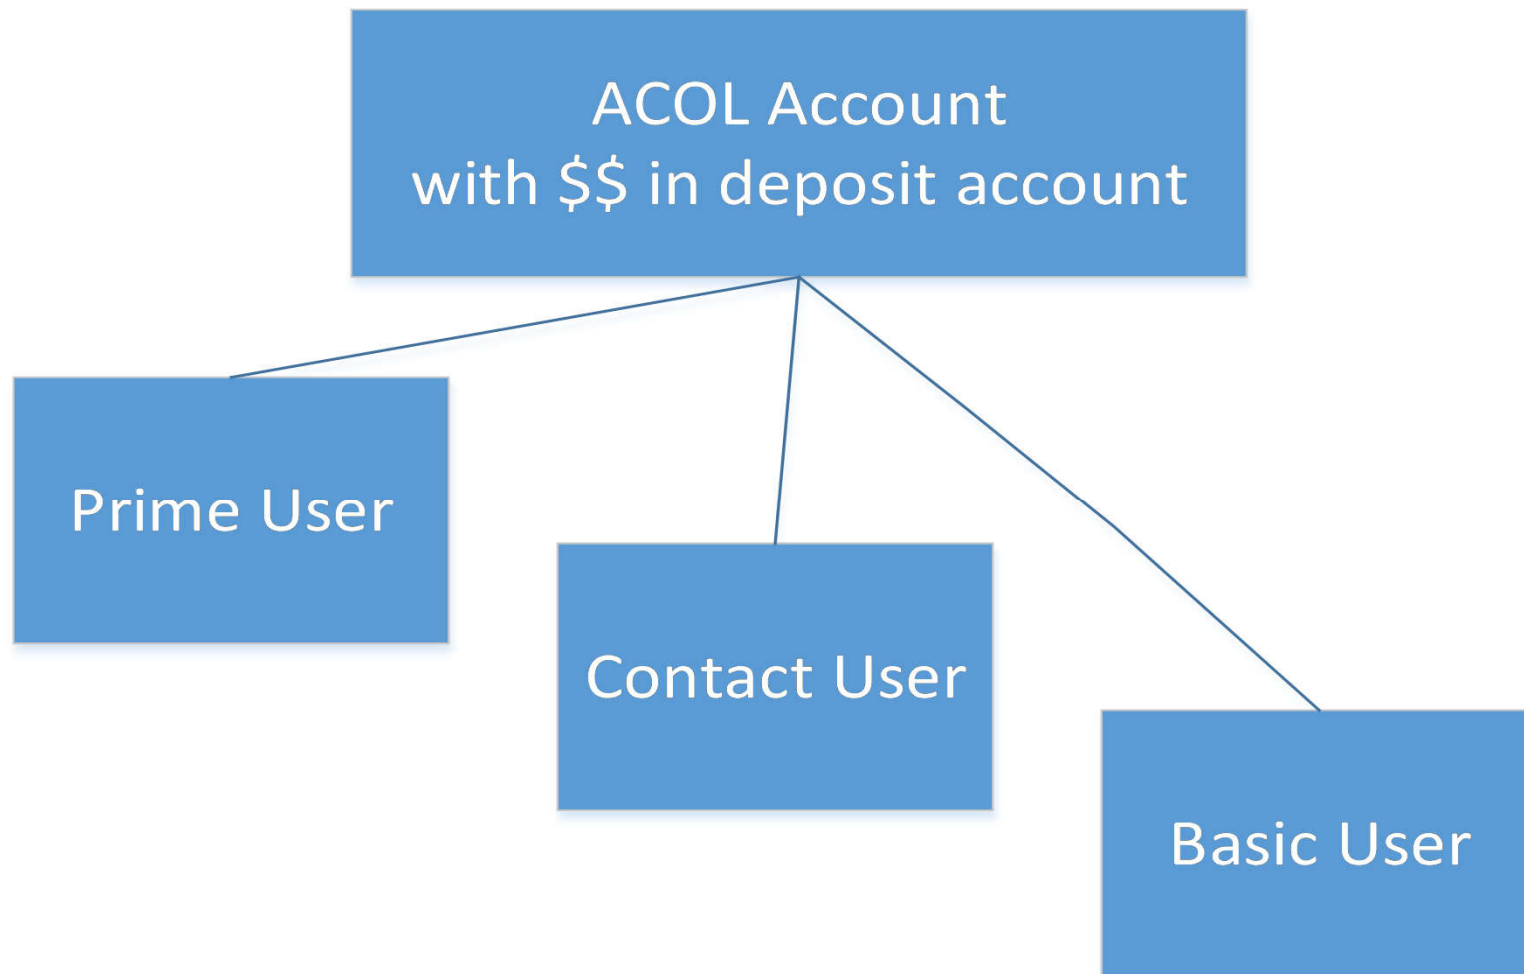 ACOL Account
with $$ in deposit account
Prime User
Contact User
Basic User